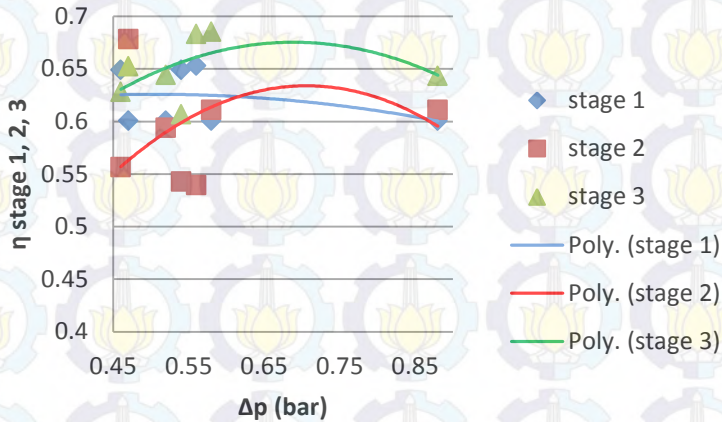 0.7
0.65
0.6
0.55
0.5
0.45
0.4
η stage 1, 2, 3
0.45 0.55 0.65 0.75 0.85
Δp (bar)
stage 1
stage 2
stage 3
Poly. (stage 1)
Poly. (stage 2)
Poly. (stage 3)